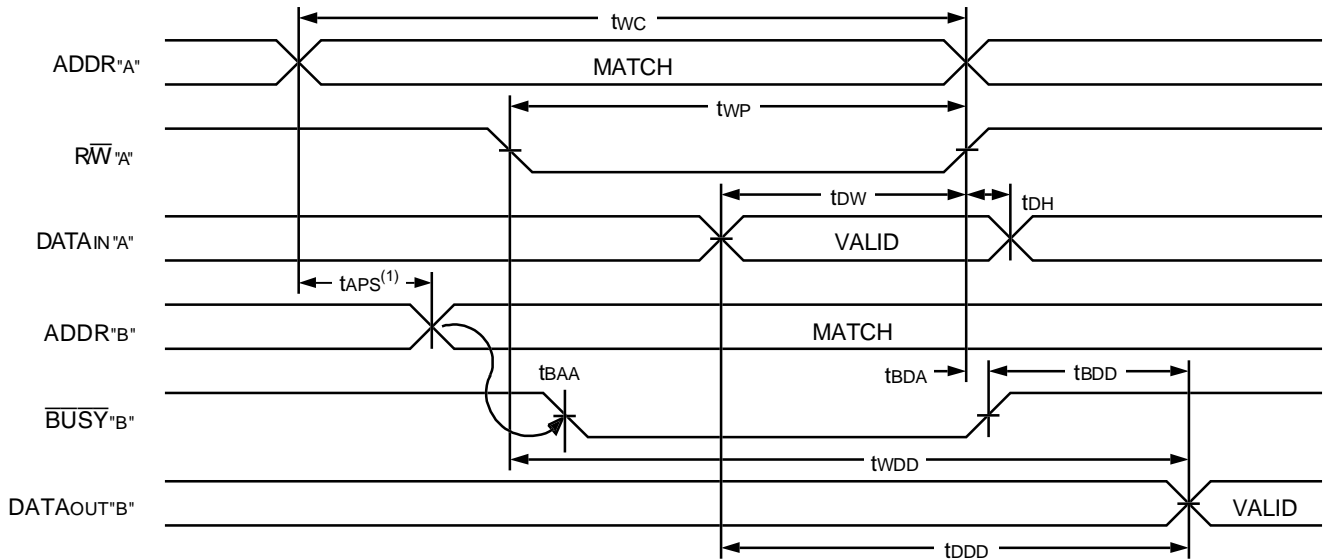 tWC
ADDR"A"
MATCH
tWP
R/W̅"A"
tDW
tDH
DATAIN"A"
VALID
tAPS(1)
ADDR"B"
MATCH
tBAA
tBDA
tBDD
BUSY"B"
tWDD
DATAOUT"B"
VALID
tDDD